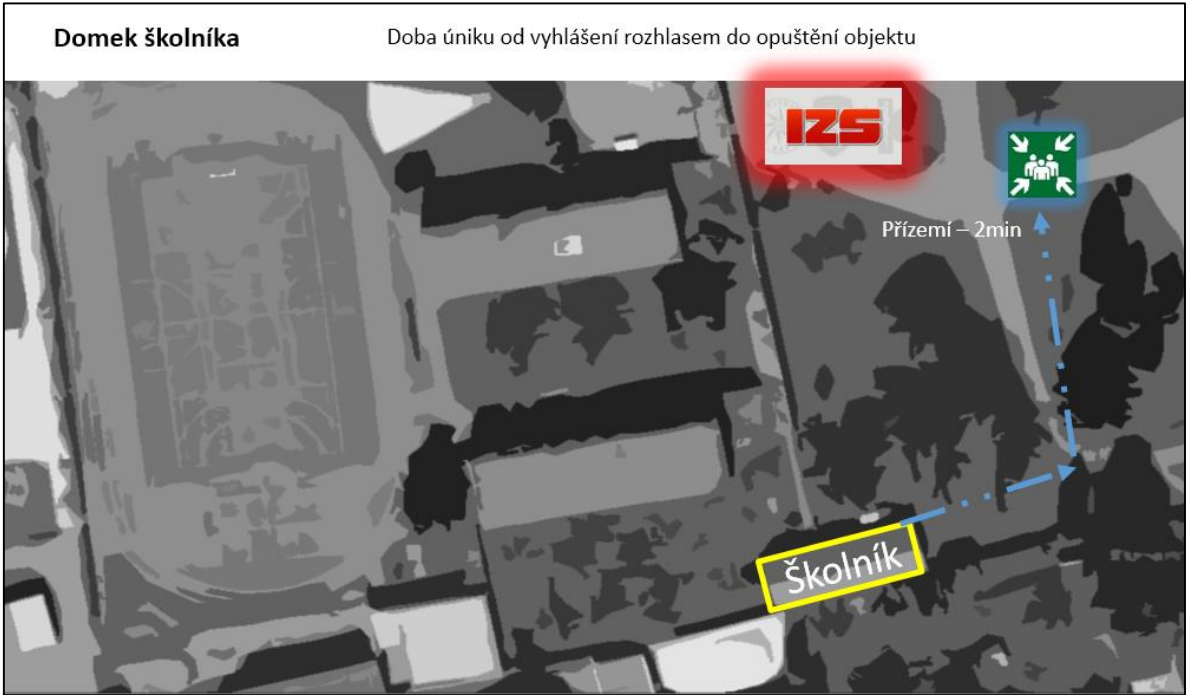 Domek školníka
Doba úniku od vyhlášení rozhlasem do opuštění objektu
IZS
Přízemí – 2min
Školník